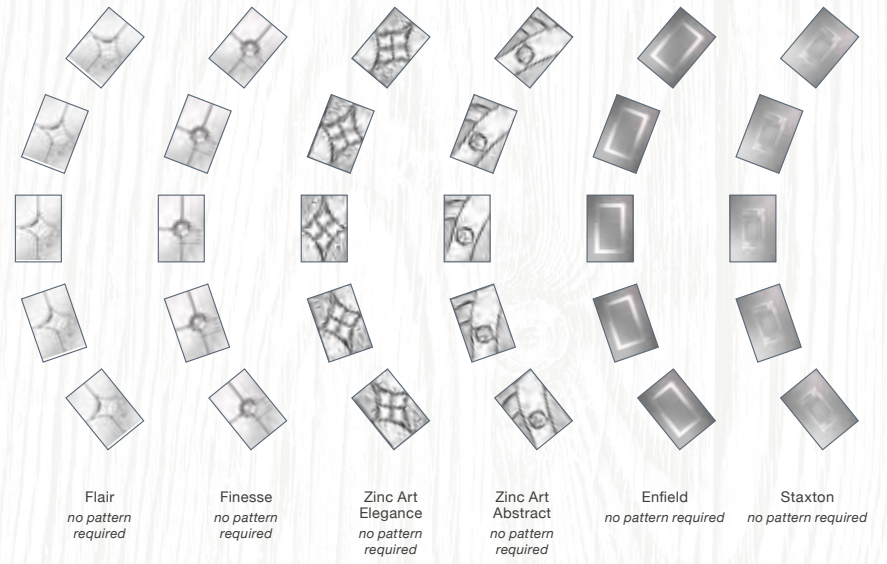 Flair
no pattern
required
Finesse
no pattern
required
Zinc Art
Elegance
no pattern
required
Zinc Art
Abstract
no pattern
required
Enfield
no pattern required
Staxton
no pattern required